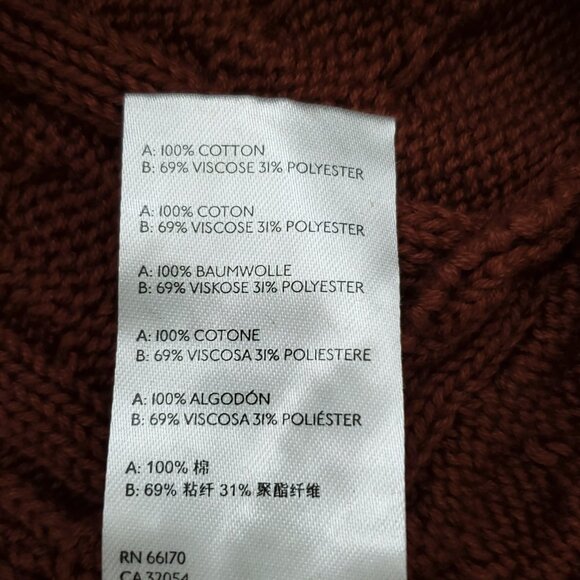 A: 100% COTTON
B: 69% VISCOSE 31% POLYESTER
A: 100% COTON
B: 69% VISCOSE 31% POLYESTER
A: 100% BAUMWOLLE
B: 69% VISKOSE 31% POLYESTER
A: 100% COTONE
B: 69% VISCOSA 31% POLIESTERE
A: 100% ALGODÓN
B: 69% VISCOSA 31% POLIÉSTER
A: 100% 棉
B: 69% 粘纤 31% 聚酯纤维
RN 66170
CA 32054